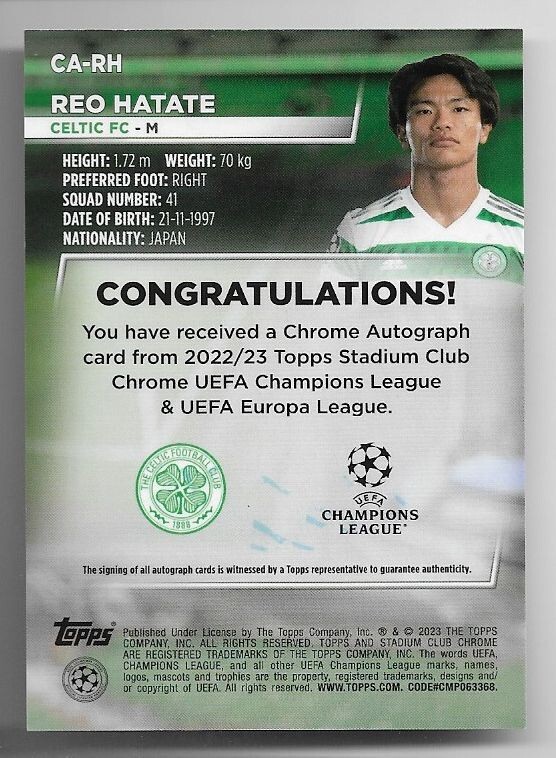 CA-RH
REO HATATE
CELTIC FC - M
HEIGHT: 1.72 m WEIGHT: 70 kg
PREFERRED FOOT: RIGHT
SQUAD NUMBER: 41
DATE OF BIRTH: 21-11-1997
NATIONALITY: JAPAN
CONGRATULATIONS!
You have received a Chrome Autograph
card from 2022/23 Topps Stadium Club
Chrome UEFA Champions League
& UEFA Europa League.
THE CELTIC FOOTBALL CLUB
1888
UEFA
CHAMPIONS
LEAGUE®
The signing of all autograph cards is witnessed by a Topps representative to guarantee authenticity.
Topps
Published Under License by The Topps Company, Inc. ® & © 2023 THE TOPPS
COMPANY, INC. ALL RIGHTS RESERVED. TOPPS AND STADIUM CLUB CHROME
ARE REGISTERED TRADEMARKS OF THE TOPPS COMPANY, INC. The words UEFA,
CHAMPIONS LEAGUE, and all other UEFA Champions League marks, names,
logos, mascots and trophies are the property, registered trademarks, designs and/
or copyright of UEFA. All rights reserved. WWW.TOPPS.COM. CODE#CMP063368.